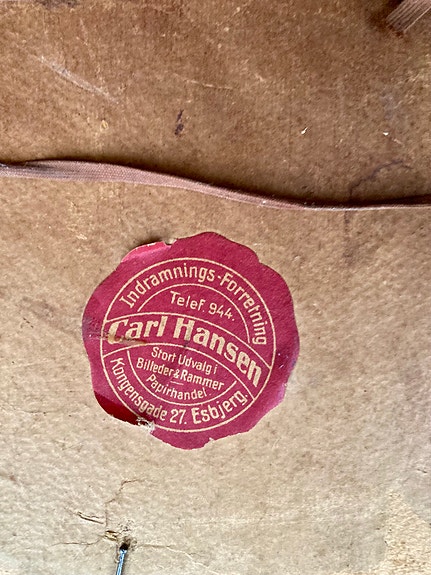 Indramnings-Forretning
Telef. 944.
Carl Hansen
Stort Udvalg i
Billeder & Rammer
Papirhandel
Kongensgade 27. Esbjerg.